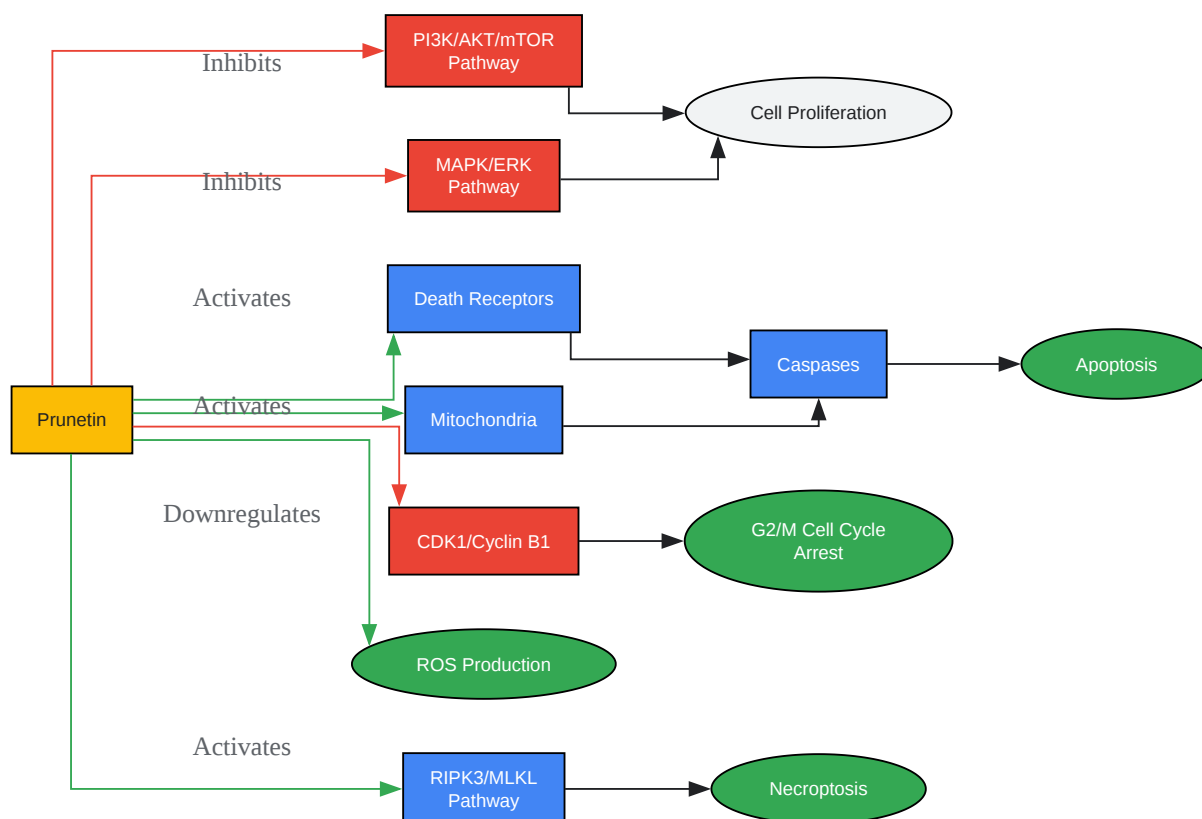 PI3K/AKT/mTOR
Pathway
Inhibits
Cell Proliferation
MAPK/ERK
Pathway
Inhibits
Activates
Death Receptors
Caspases
Apoptosis
Activates
Mitochondria
Prunetin
Downregulates
CDK1/Cyclin B1
G2/M Cell Cycle
Arrest
ROS Production
Activates
RIPK3/MLKL
Pathway
Necroptosis